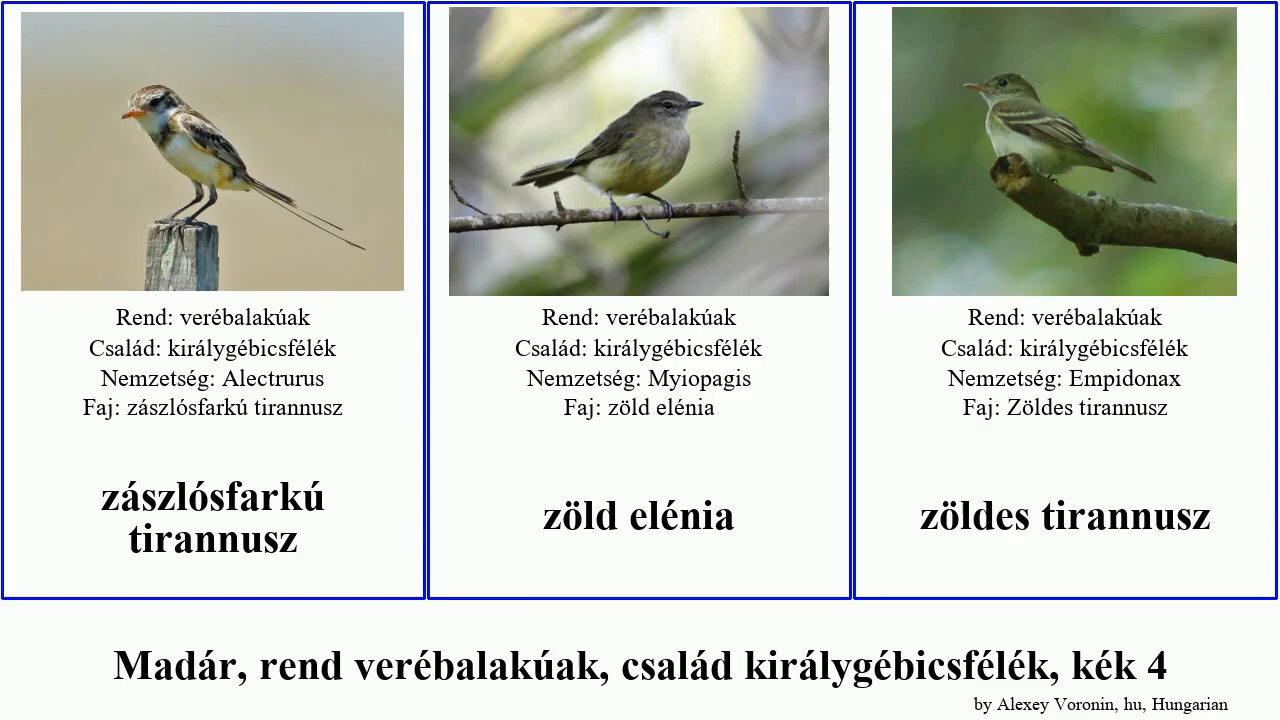 Rend: verébalakúak
Család: királygébicsfélék
Nemzetség: Alectrurus
Faj: zászlósfarkú tirannusz
zászlósfarkú
tirannusz
Rend: verébalakúak
Család: királygébicsfélék
Nemzetség: Myiopagis
Faj: zöld elénia
zöld elénia
Rend: verébalakúak
Család: királygébicsfélék
Nemzetség: Empidonax
Faj: Zöldes tirannusz
zöldes tirannusz
Madár, rend verébalakúak, család királygébicsfélék, kék 4
by Alexey Voronin, hu, Hungarian